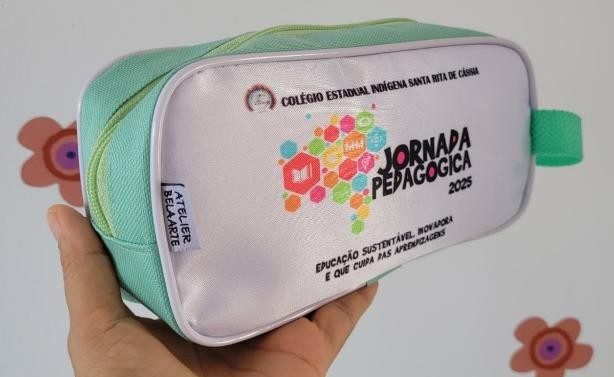 COLÉGIO ESTADUAL INDÍGENA SANTA RITA DE CÁSSIA
JORNADA
PEDAGÓGICA
2025
EDUCAÇÃO SUSTENTÁVEL, INOVADORA
E QUE CUIDA DAS APRENDIZAGENS
ATELIER
BELAARTE